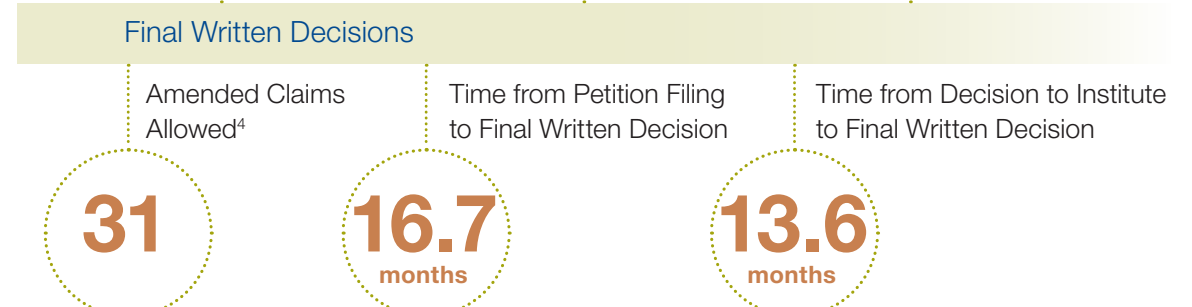 Final Written Decisions
Amended Claims
Allowed⁴
Time from Petition Filing
to Final Written Decision
Time from Decision to Institute
to Final Written Decision
31
16.7
months
13.6
months